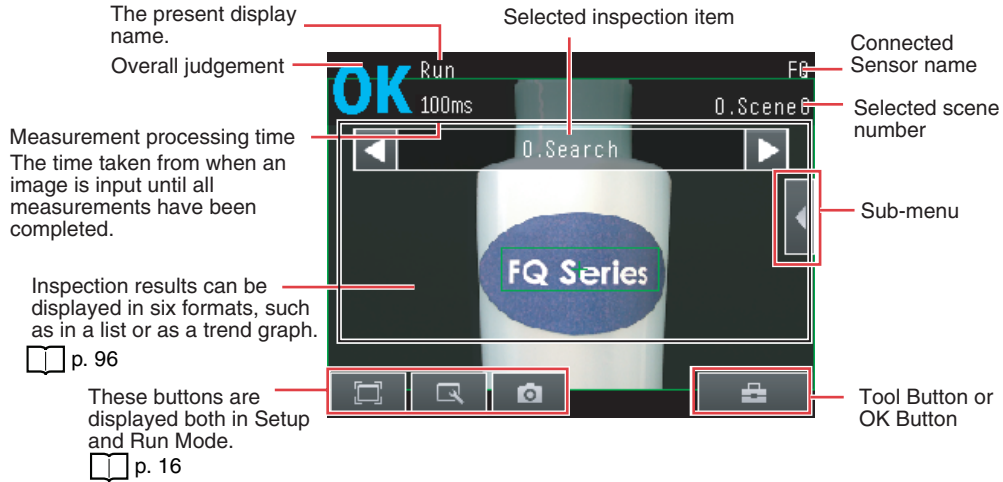 The present display
name.
Selected inspection item
Overall judgement
Connected
Sensor name
OK
Run
FQ
100ms
0.Scene0
Selected scene
number
Measurement processing time
The time taken from when an
image is input until all
measurements have been
completed.
0.Search
Sub-menu
FQ Series
Inspection results can be
displayed in six formats, such
as in a list or as a trend graph.
p. 96
These buttons are
displayed both in Setup
and Run Mode.
p. 16
Tool Button or
OK Button